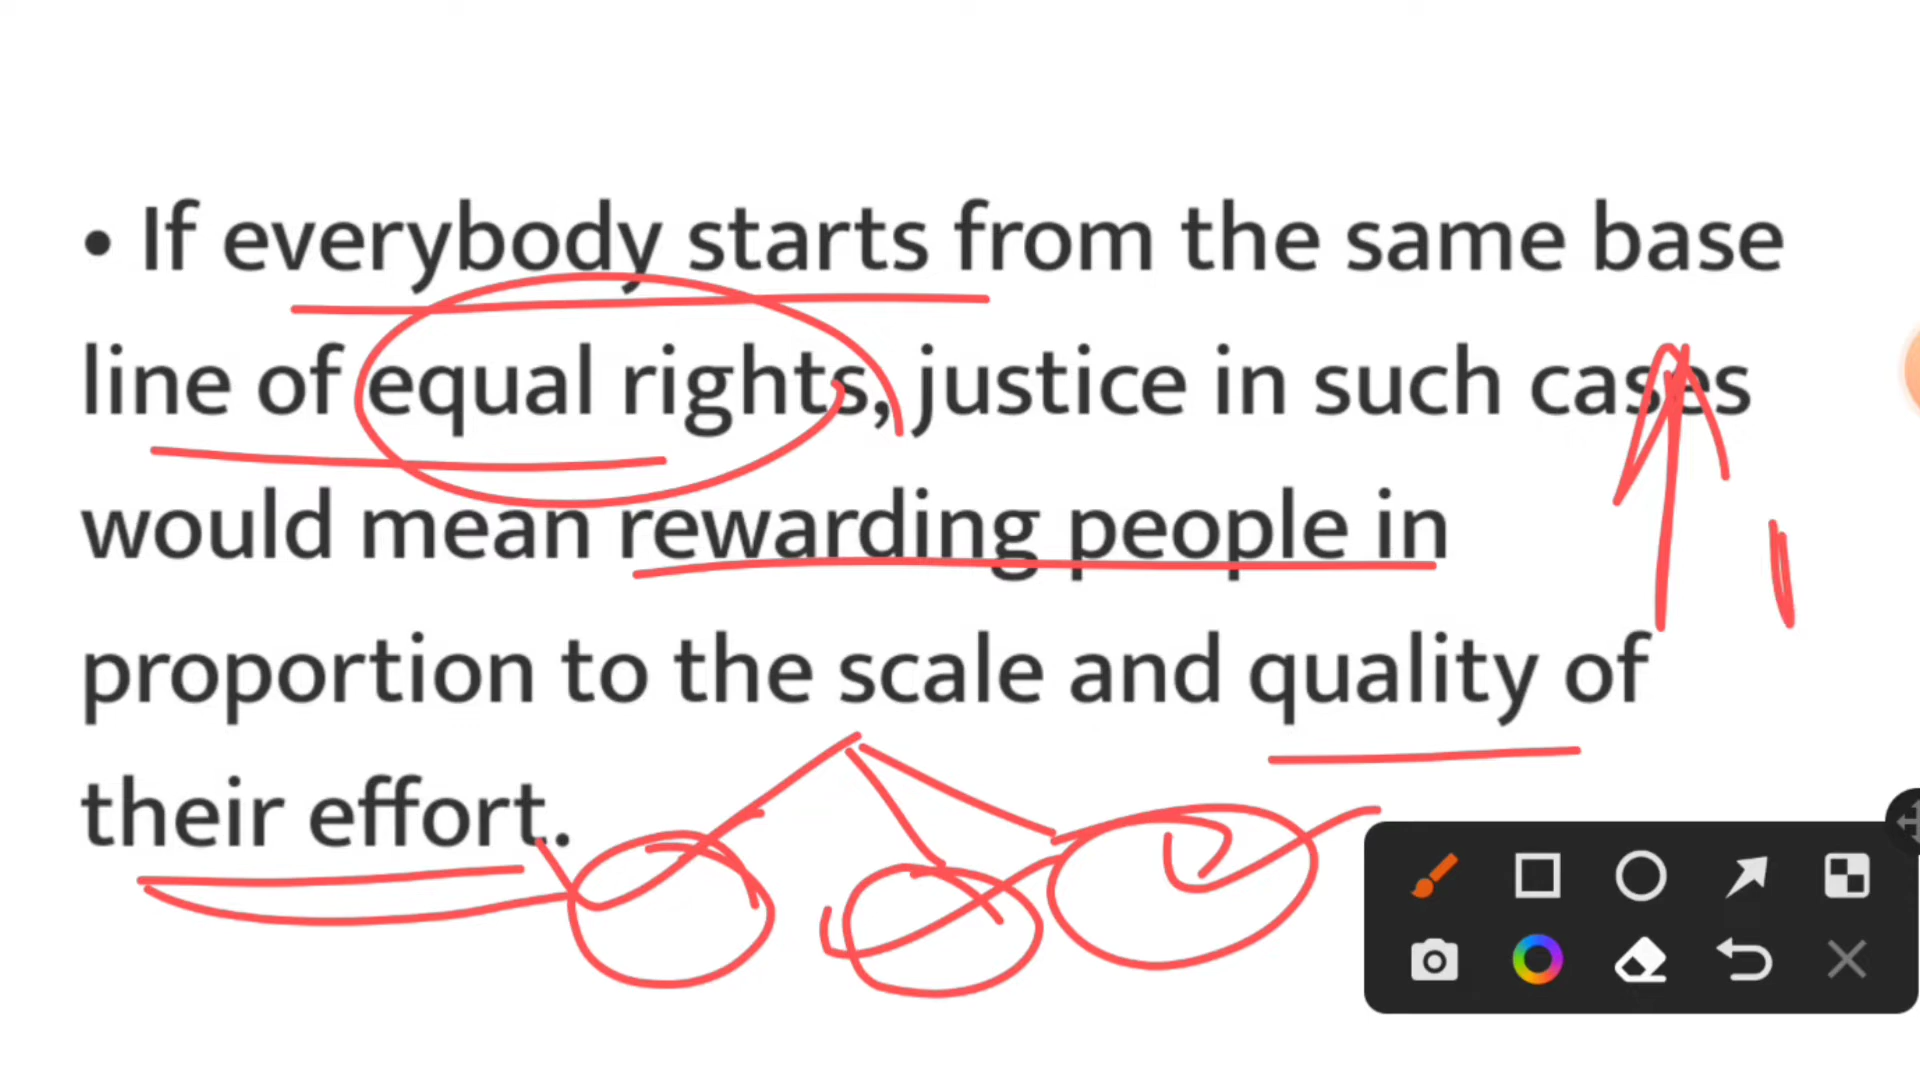 • If everybody starts from the same base
line of equal rights, justice in such cases
would mean rewarding people in
proportion to the scale and quality of
their effort.